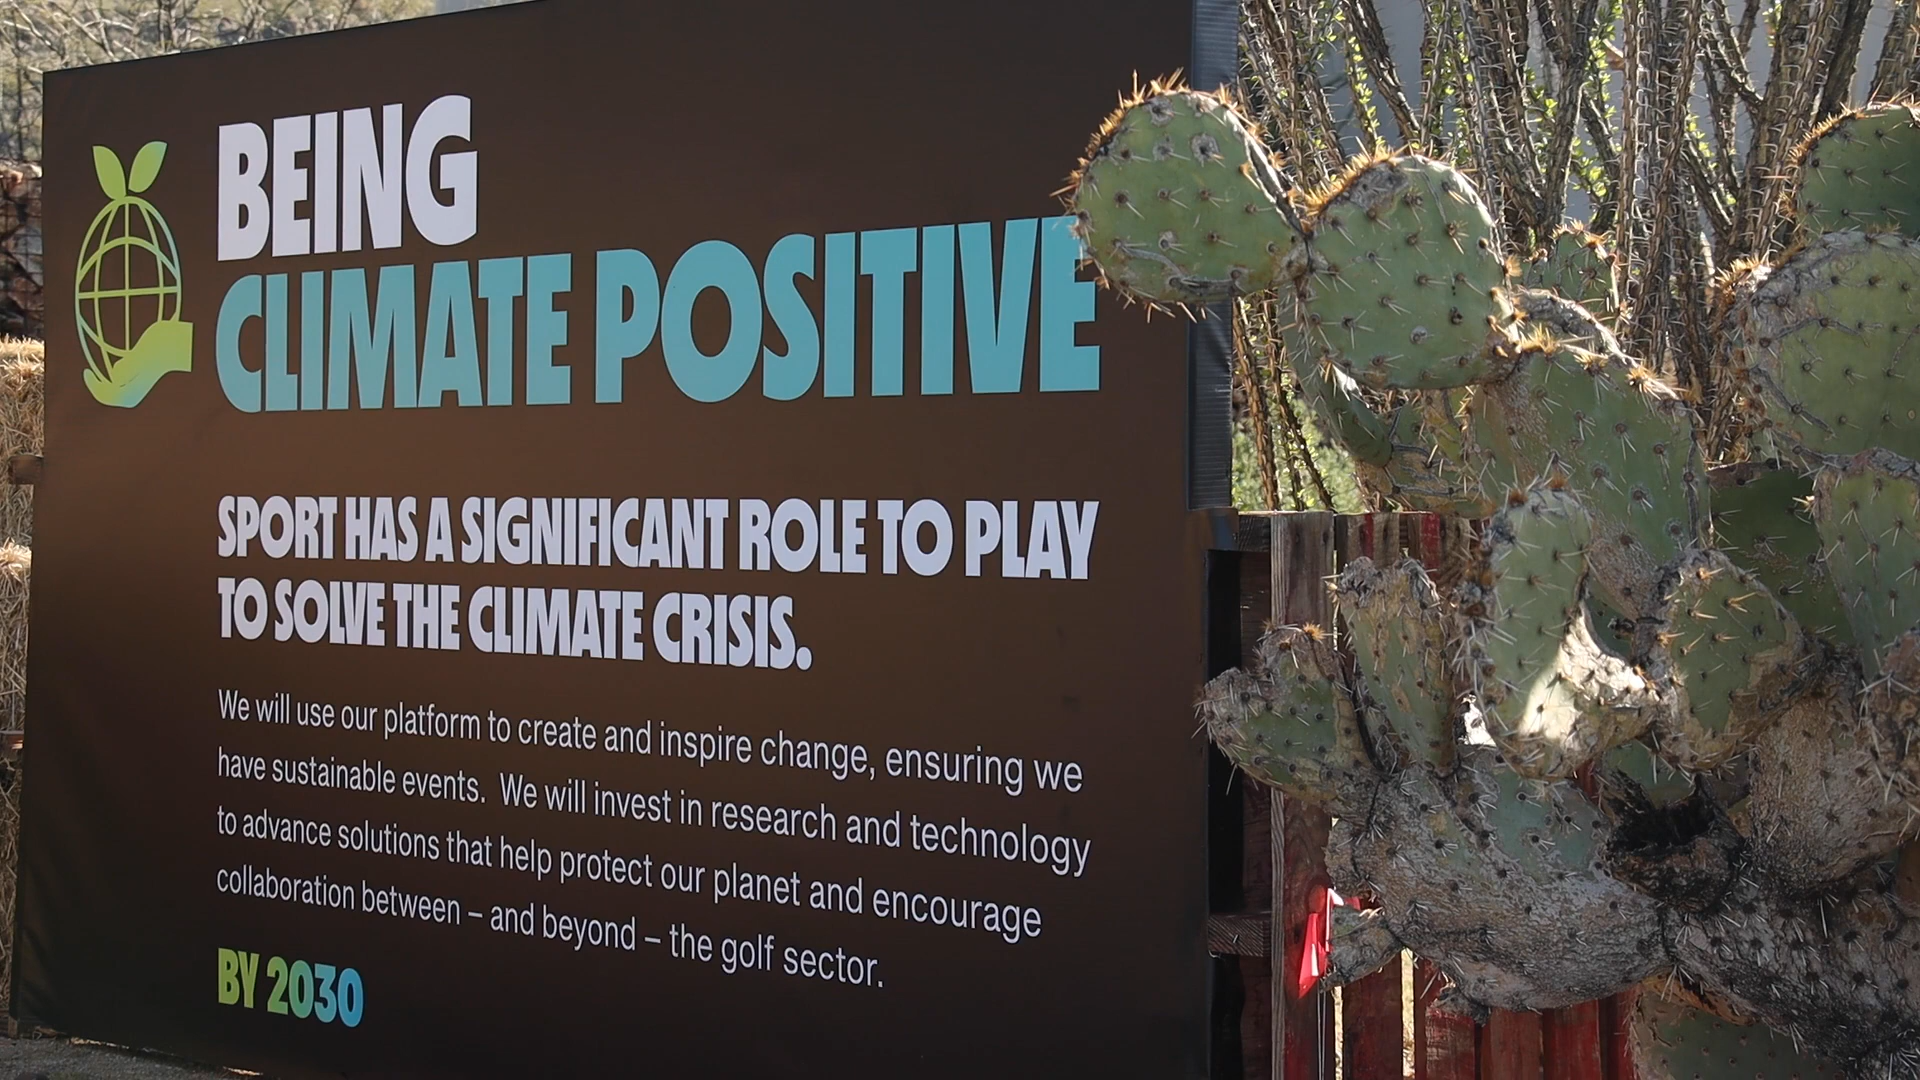 BEING
CLIMATE POSITIVE
SPORT HAS A SIGNIFICANT ROLE TO PLAY
TO SOLVE THE CLIMATE CRISIS.
We will use our platform to create and inspire change, ensuring we
have sustainable events. We will invest in research and technology
to advance solutions that help protect our planet and encourage
collaboration between – and beyond – the golf sector.
BY 2030